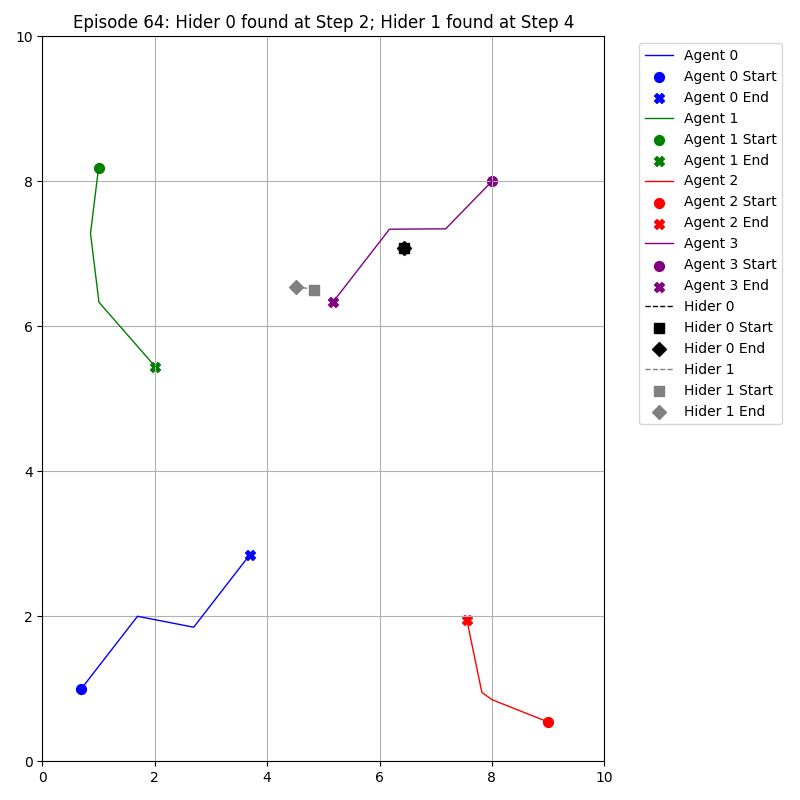 Episode 64: Hider 0 found at Step 2; Hider 1 found at Step 4
10
8
6
4
2
0
0 2 4 6 8 10
Agent 0
Agent 0 Start
Agent 0 End
Agent 1
Agent 1 Start
Agent 1 End
Agent 2
Agent 2 Start
Agent 2 End
Agent 3
Agent 3 Start
Agent 3 End
Hider 0
Hider 0 Start
Hider 0 End
Hider 1
Hider 1 Start
Hider 1 End